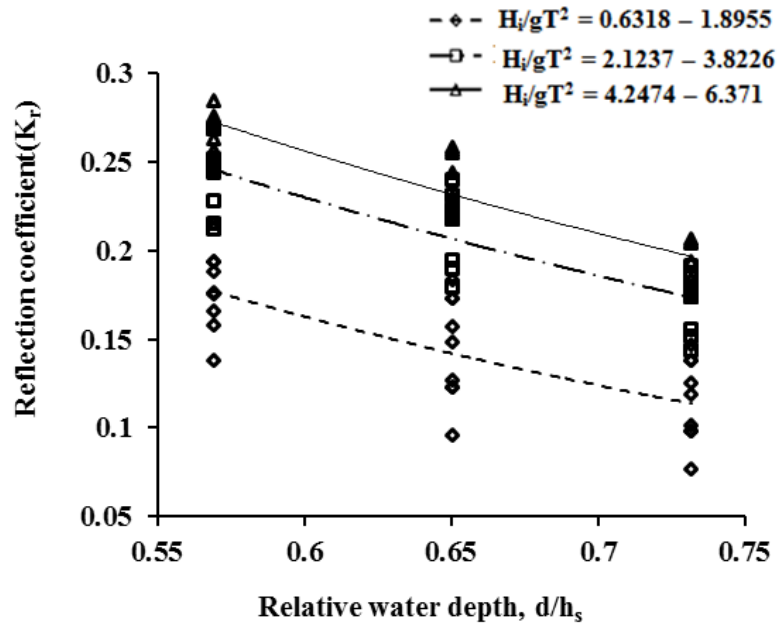 Hᵢ/gT² = 0.6318 – 1.8955
Hᵢ/gT² = 2.1237 – 3.8226
Hᵢ/gT² = 4.2474 – 6.371
Reflection coefficient(Kᵣ)
0.3
0.25
0.2
0.15
0.1
0.05
0.55
0.6
0.65
0.7
0.75
Relative water depth, d/hₛ